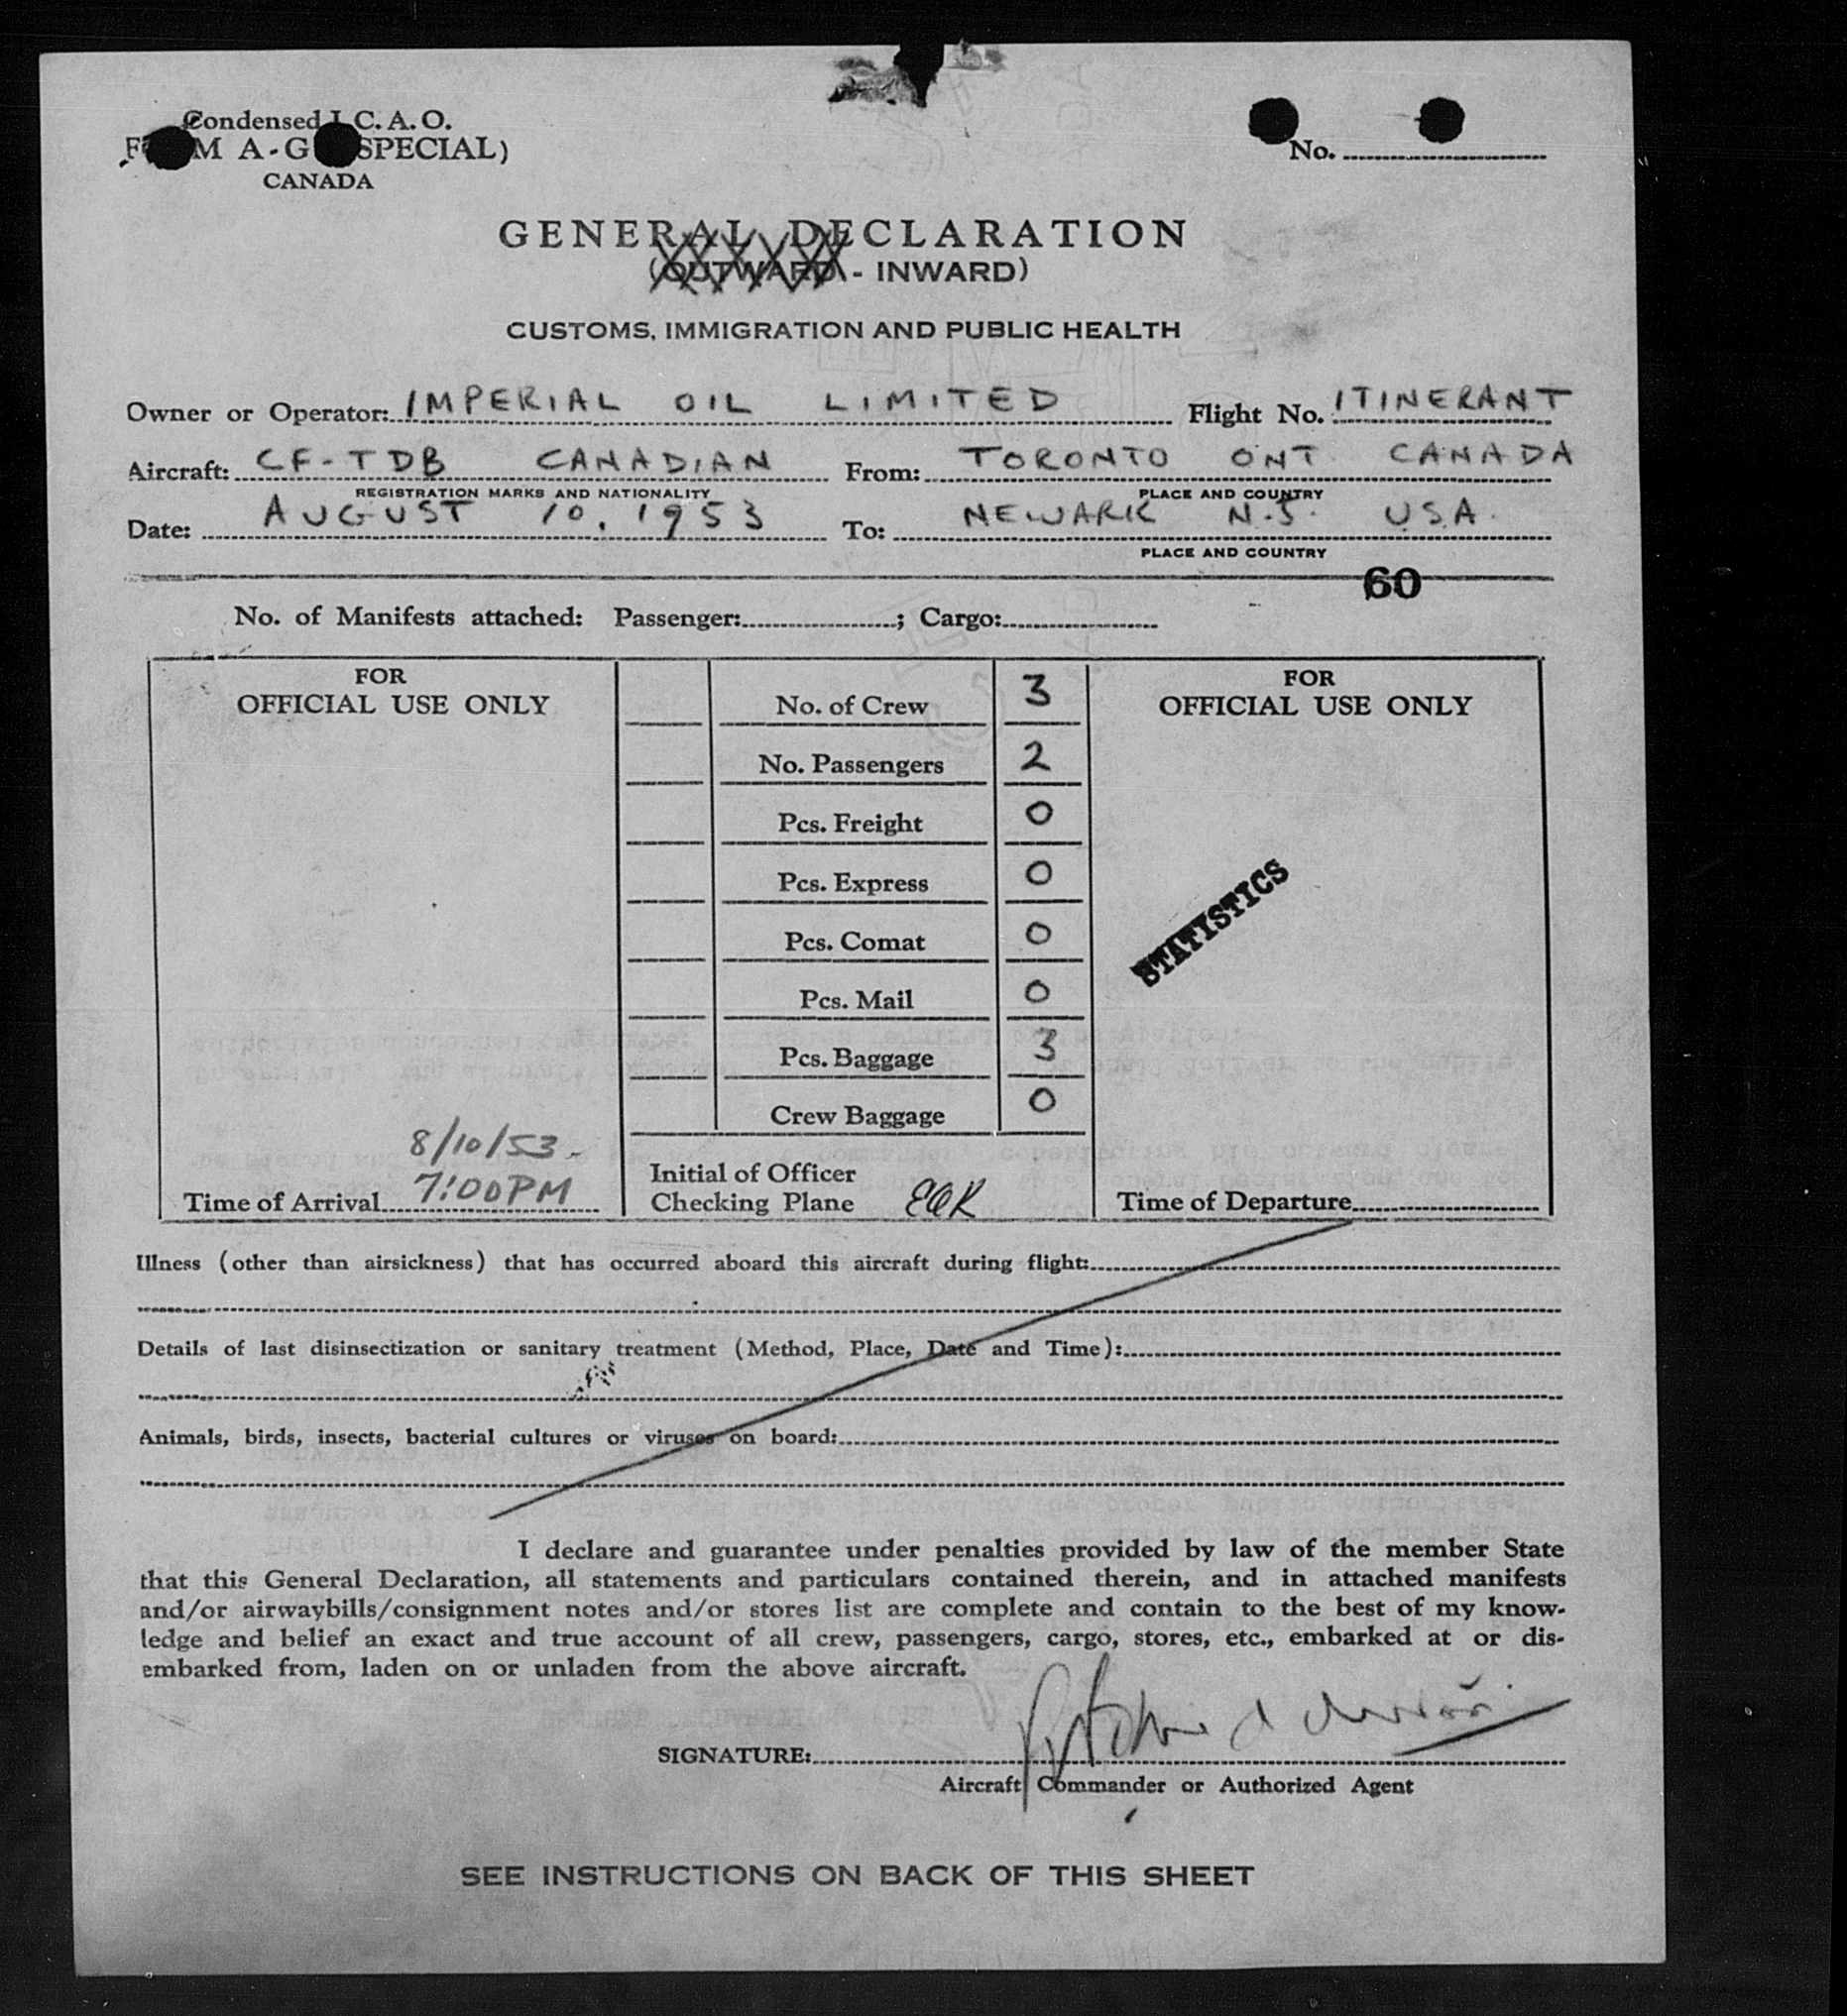 Condensed I.C.A.O.
FORM A-G (SPECIAL)
CANADA
No.
GENERAL DECLARATION
(OUTWARD - INWARD)
CUSTOMS, IMMIGRATION AND PUBLIC HEALTH
Owner or Operator: IMPERIAL OIL LIMITED Flight No. ITINERANT
Aircraft: CF-TDB CANADIAN From: TORONTO ONT. CANADA
REGISTRATION MARKS AND NATIONALITY PLACE AND COUNTRY
Date: AUGUST 10, 1953 To: NEWARK N.J. U.S.A.
PLACE AND COUNTRY
60
No. of Manifests attached: Passenger: ; Cargo:
FOR
OFFICIAL USE ONLY
No. of Crew 3
No. Passengers 2
Pcs. Freight 0
Pcs. Express 0
Pcs. Comat 0
Pcs. Mail 0
Pcs. Baggage 3
Crew Baggage 0
FOR
OFFICIAL USE ONLY
STATISTICS
8/10/53.
Time of Arrival 7:00PM
Initial of Officer
Checking Plane
Time of Departure
Illness (other than airsickness) that has occurred aboard this aircraft during flight:
Details of last disinsectization or sanitary treatment (Method, Place, Date and Time):
Animals, birds, insects, bacterial cultures or viruses on board:
I declare and guarantee under penalties provided by law of the member State
that this General Declaration, all statements and particulars contained therein, and in attached manifests
and/or airwaybills/consignment notes and/or stores list are complete and contain to the best of my know-
ledge and belief an exact and true account of all crew, passengers, cargo, stores, etc., embarked at or dis-
embarked from, laden on or unladen from the above aircraft.
SIGNATURE:
Aircraft Commander or Authorized Agent
SEE INSTRUCTIONS ON BACK OF THIS SHEET